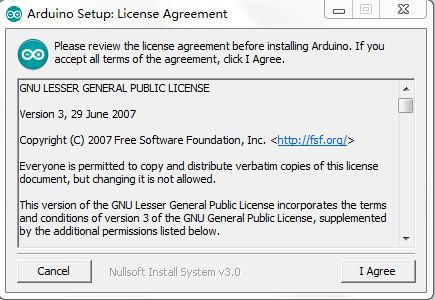 Arduino Setup: License Agreement
Please review the license agreement before installing Arduino. If you
accept all terms of the agreement, click I Agree.
GNU LESSER GENERAL PUBLIC LICENSE
Version 3, 29 June 2007
Copyright (C) 2007 Free Software Foundation, Inc. <http://fsf.org/>
Everyone is permitted to copy and distribute verbatim copies of this license
document, but changing it is not allowed.
This version of the GNU Lesser General Public License incorporates the terms
and conditions of version 3 of the GNU General Public License, supplemented
by the additional permissions listed below.
Cancel
Nullsoft Install System v3.0
I Agree